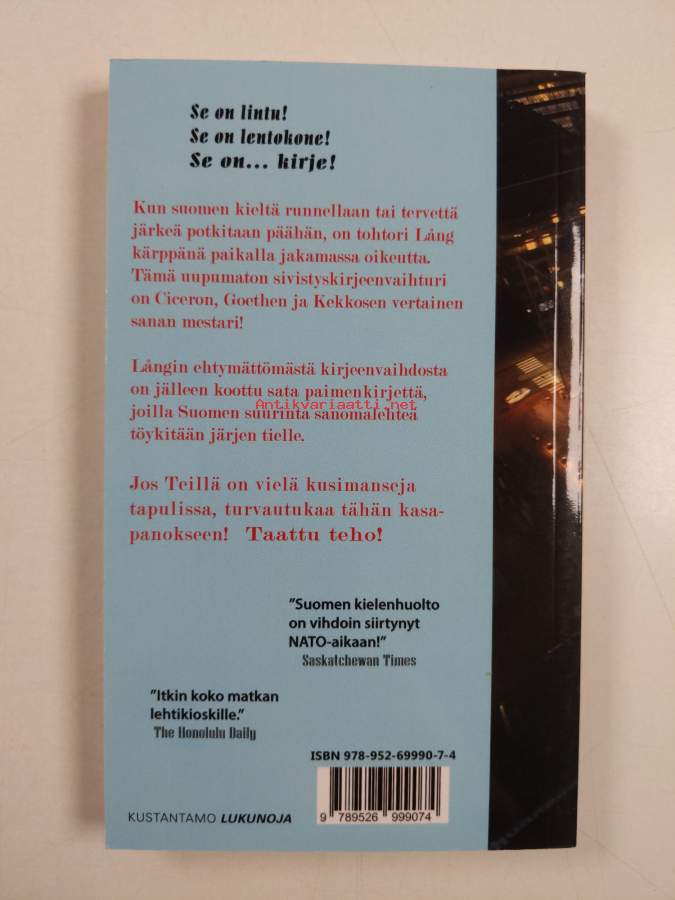 Se on lintu!
Se on lentokone!
Se on... kirje!
Kun suomen kieltä runnellaan tai tervettä
järkeä potkitaan päähän, on tohtori Lång
kärppänä paikalla jakamassa oikeutta.
Tämä uupumaton sivistyskirjeenvaihturi
on Ciceron, Goethen ja Kekkosen vertainen
sanan mestari!
Långin ehtymättömästä kirjeenvaihdosta
on jälleen koottu sata paimenkirjettä,
Antikvariaatti.net
joilla Suomen suurinta sanomalehteä
töykitään järjen tielle.
Jos Teillä on vielä kusimanseja
tapulissa, turvautukaa tähän kasa-
panokseen! Taattu teho!
"Suomen kielenhuolto
on vihdoin siirtynyt
NATO-aikaan!"
Saskatchewan Times
"Itkin koko matkan
lehtikioskille."
The Honolulu Daily
ISBN 978-952-69990-7-4
KUSTANTAMO LUKUNOJA
9 789526 999074